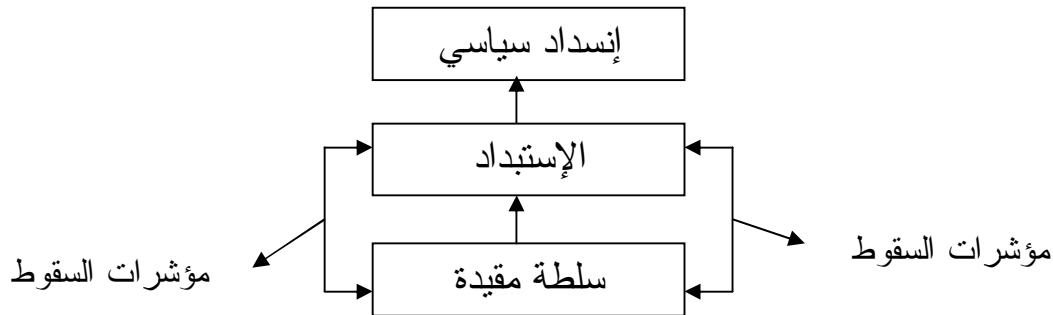 إنسداد سياسي
الإستبداد
مؤشرات السقوط
سلطة مقيدة
مؤشرات السقوط